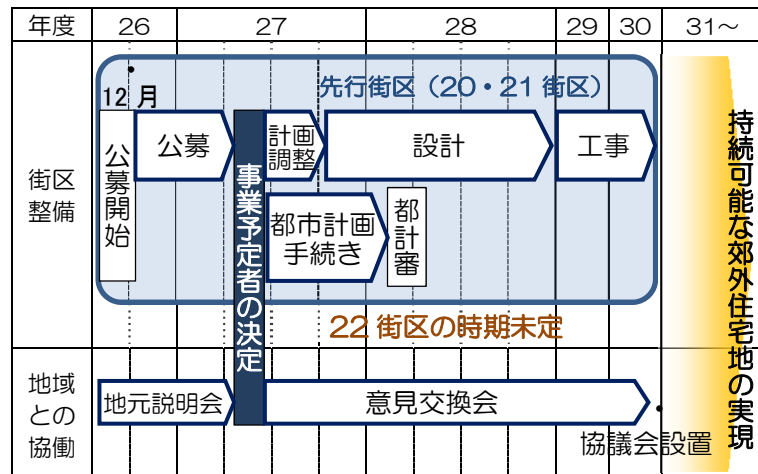 年度 26 27 28 29 30 31～
街区
整備
12月
先行街区（20・21 街区）
公募開始
公募
事業予定者の決定
計画
調整
設計
工事
都市計画
手続き
都計審
22 街区の時期未定
持続可能な郊外住宅地の実現
地域
との
協働
地元説明会
意見交換会
協議会設置